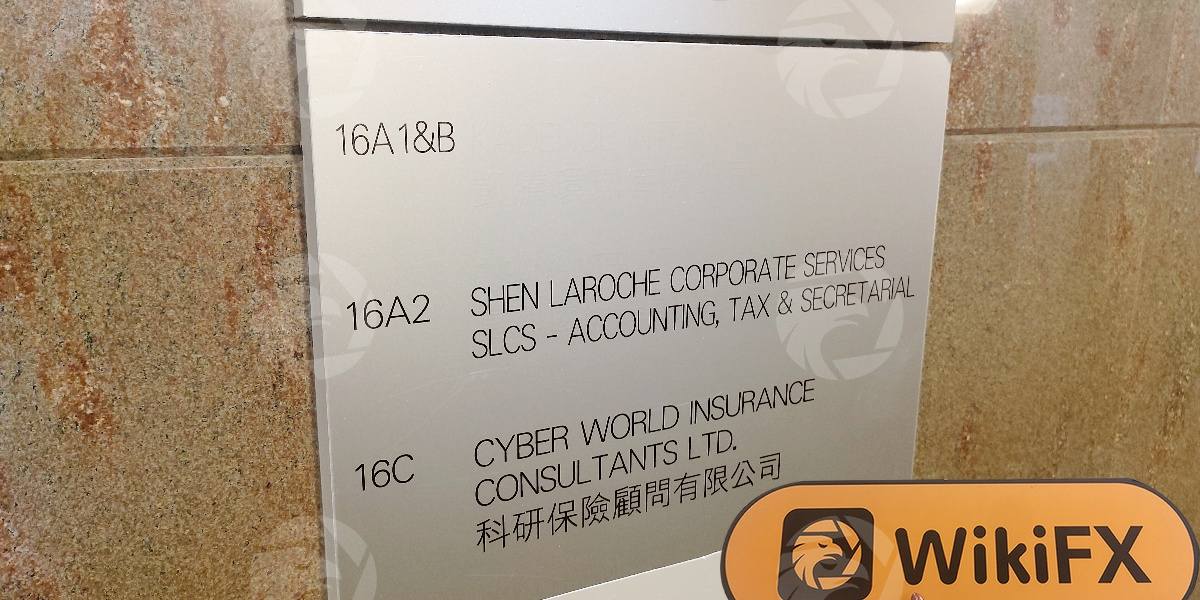 16A1&B
16A2 SHEN LAROCHE CORPORATE SERVICES
SLCS - ACCOUNTING, TAX & SECRETARIAL
16C CYBER WORLD INSURANCE
CONSULTANTS LTD.
科研保險顧問有限公司
WikiFX